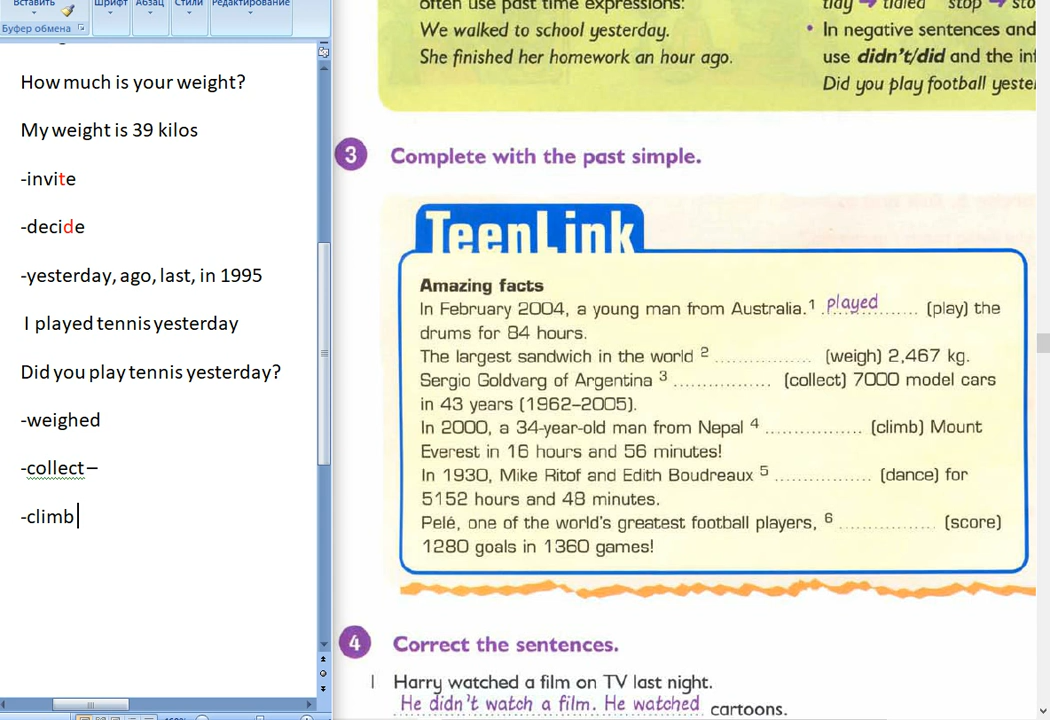 Вставить
Шрифт
Абзац
Стили
Редактирование
Буфер обмена
How much is your weight?
My weight is 39 kilos
-invite
-decide
-yesterday, ago, last, in 1995
I played tennis yesterday
Did you play tennis yesterday?
-weighed
-collect –
-climb
often use past time expressions:
We walked to school yesterday.
She finished her homework an hour ago.
tidy → tidied stop → sto
• In negative sentences and
use didn't/did and the inf
Did you play football yester
3 Complete with the past simple.
TeenLink
Amazing facts
In February 2004, a young man from Australia.¹ .played........ (play) the
drums for 84 hours.
The largest sandwich in the world ² ................ (weigh) 2,467 kg.
Sergio Goldvarg of Argentina ³ ................ (collect) 7000 model cars
in 43 years (1962–2005).
In 2000, a 34-year-old man from Nepal ⁴ ................ (climb) Mount
Everest in 16 hours and 56 minutes!
In 1930, Mike Ritof and Edith Boudreaux ⁵ ................ (dance) for
5152 hours and 48 minutes.
Pelé, one of the world's greatest football players, ⁶ ................ (score)
1280 goals in 1360 games!
4 Correct the sentences.
1 Harry watched a film on TV last night.
He didn't watch a film. He watched cartoons.